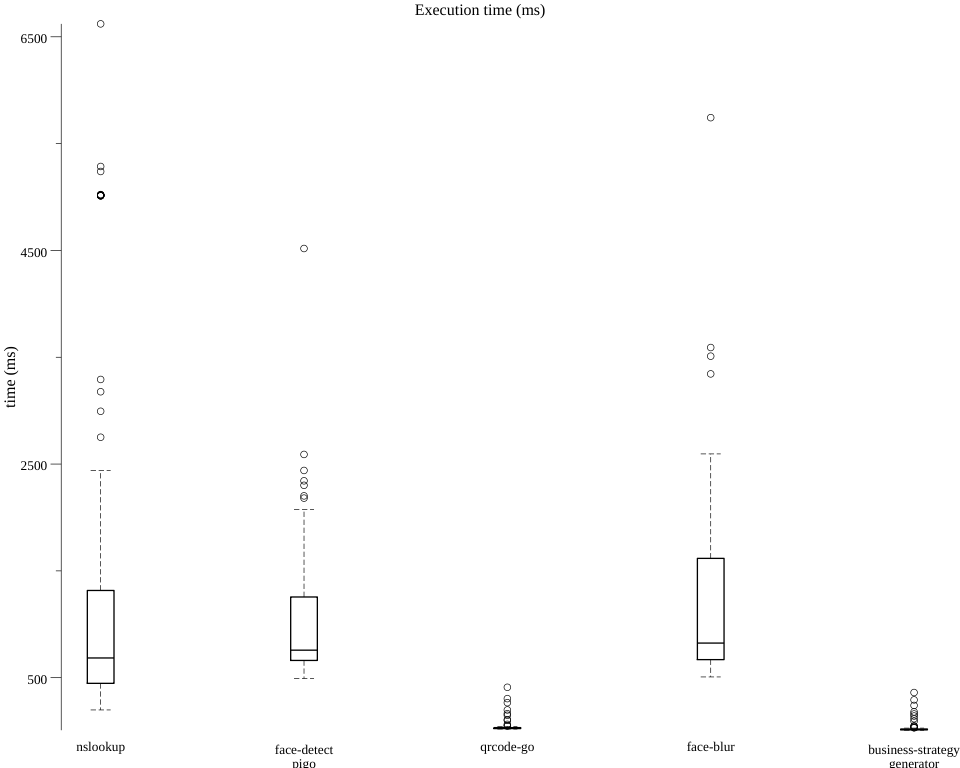 Execution time (ms)
6500
4500
2500
500
time (ms)
nslookup
face-detect
pigo
qrcode-go
face-blur
business-strategy
generator